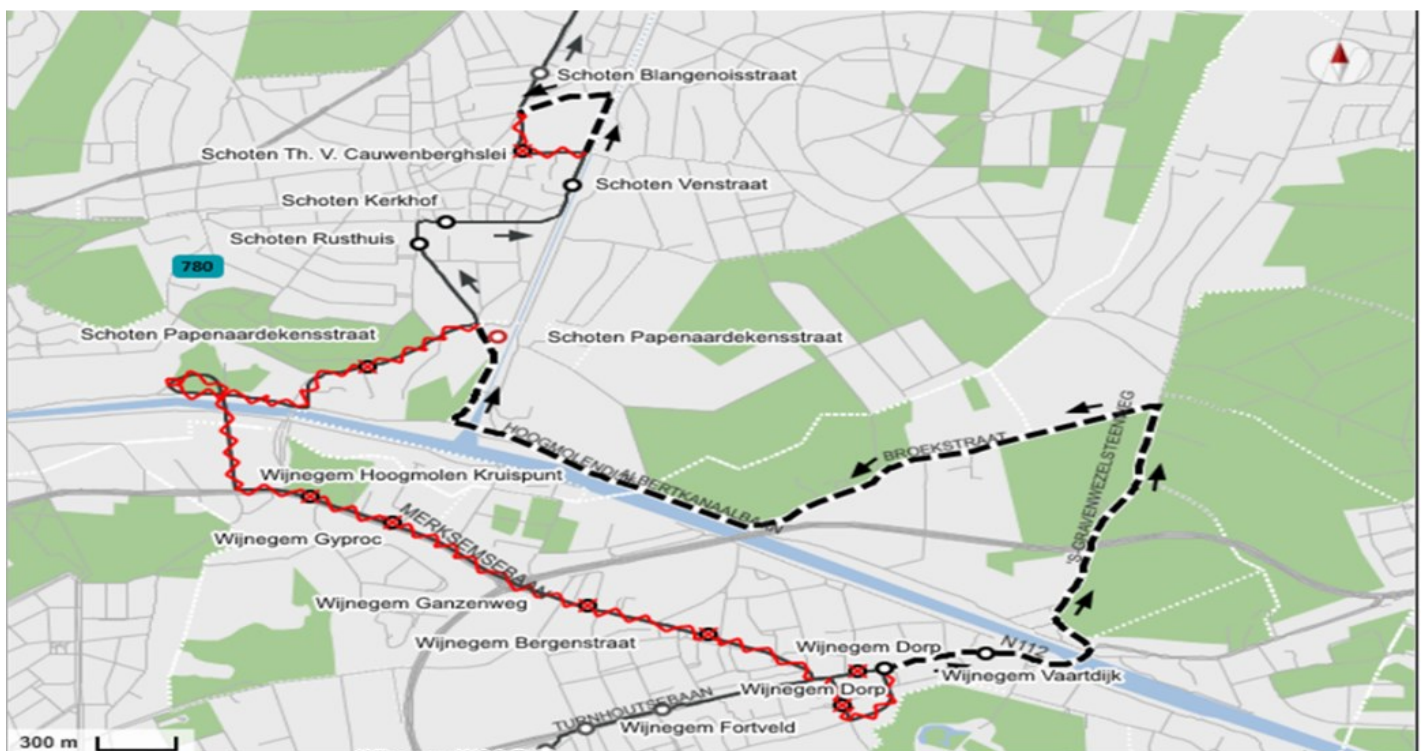 Schoten Blangenoisstraat
Schoten Th. V. Cauwenberghslei
Schoten Venstraat
Schoten Kerkhof
Schoten Rusthuis
780
Schoten Papenaardekensstraat
Schoten Papenaardekensstraat
'S-GRAVENWEZELSTEENWEG
HOOGMOLENDIJK
ALBERTKANAALBAAN
BROEKSTRAAT
Wijnegem Hoogmolen Kruispunt
MERKSEMSEBAAN
Wijnegem Gyproc
Wijnegem Ganzenweg
Wijnegem Bergenstraat
Wijnegem Dorp
N112
Wijnegem Vaartdijk
Wijnegem Dorp
TURNHOUTSEBAAN
Wijnegem Fortveld
300 m